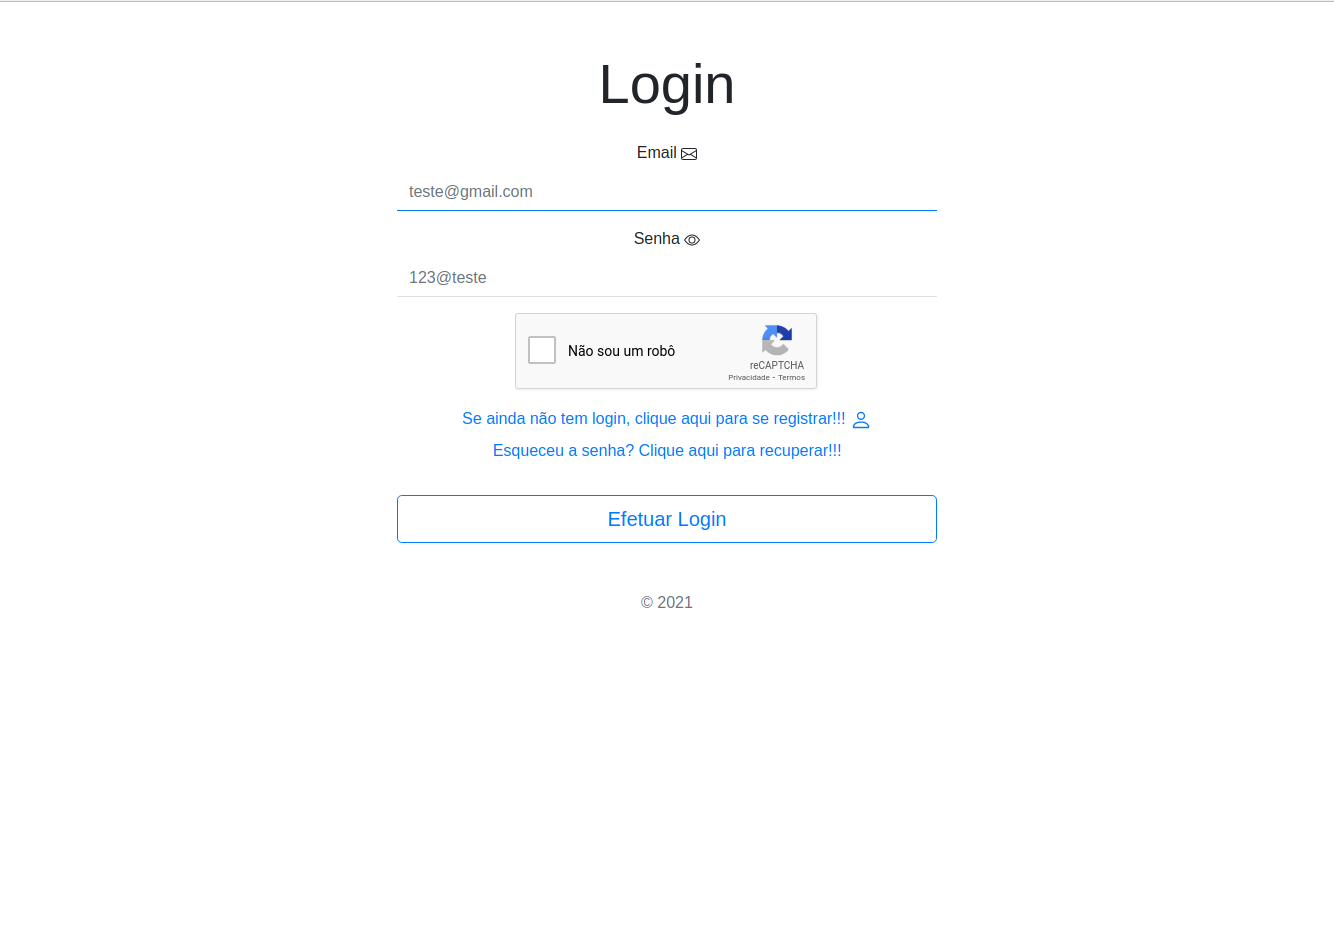 Login
Email
teste@gmail.com
Senha
123@teste
Não sou um robô
reCAPTCHA
Privacidade - Termos
Se ainda não tem login, clique aqui para se registrar!!!
Esqueceu a senha? Clique aqui para recuperar!!!
Efetuar Login
© 2021